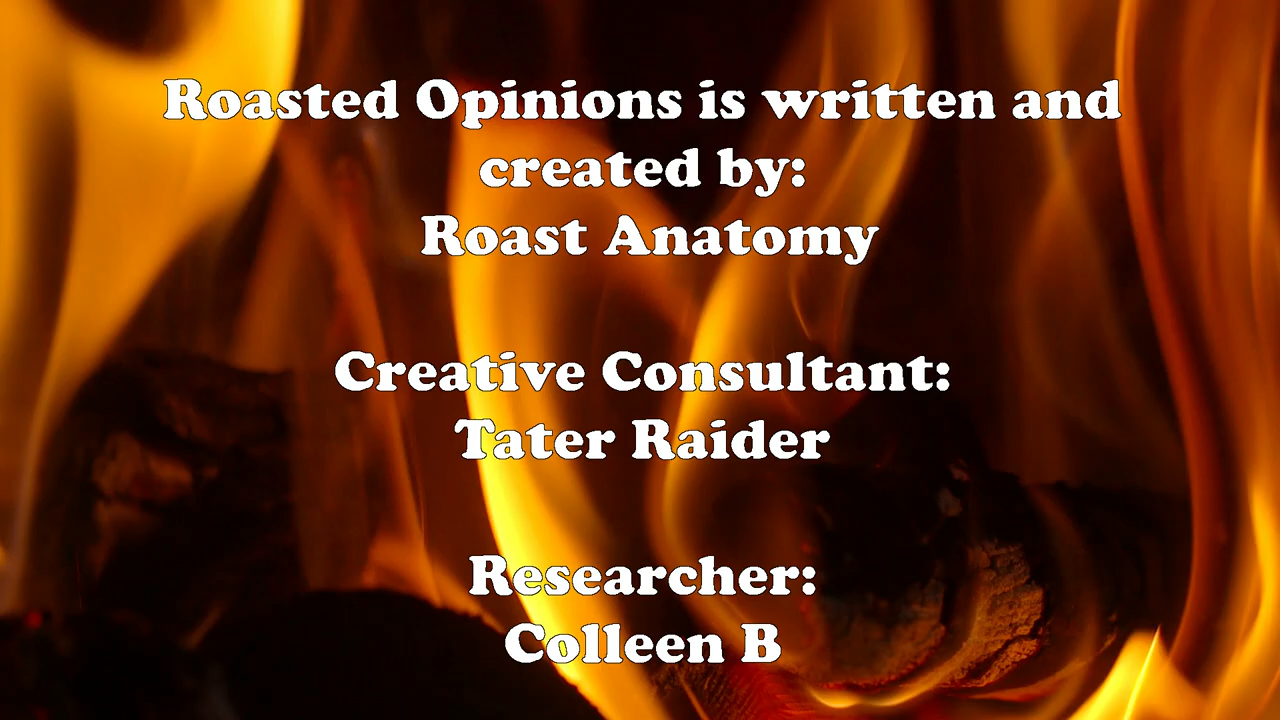 Roasted Opinions is written and
created by:
Roast Anatomy
Creative Consultant:
Tater Raider
Researcher:
Colleen B